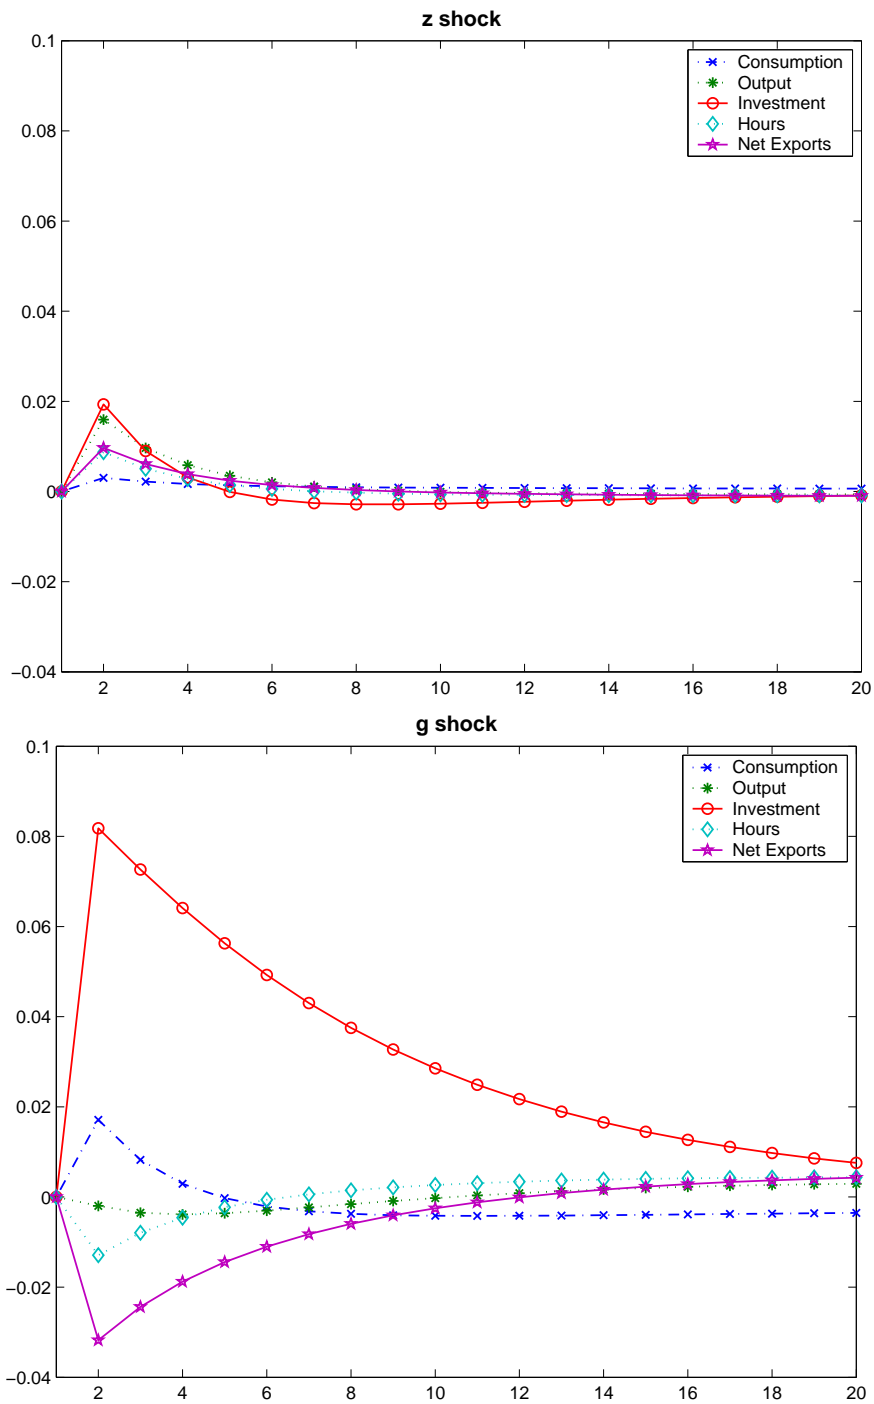 z shock
0.1
0.08
0.06
0.04
0.02
0
−0.02
−0.04
2 4 6 8 10 12 14 16 18 20
Consumption
Output
Investment
Hours
Net Exports
g shock
0.1
0.08
0.06
0.04
0.02
0
−0.02
−0.04
2 4 6 8 10 12 14 16 18 20
Consumption
Output
Investment
Hours
Net Exports